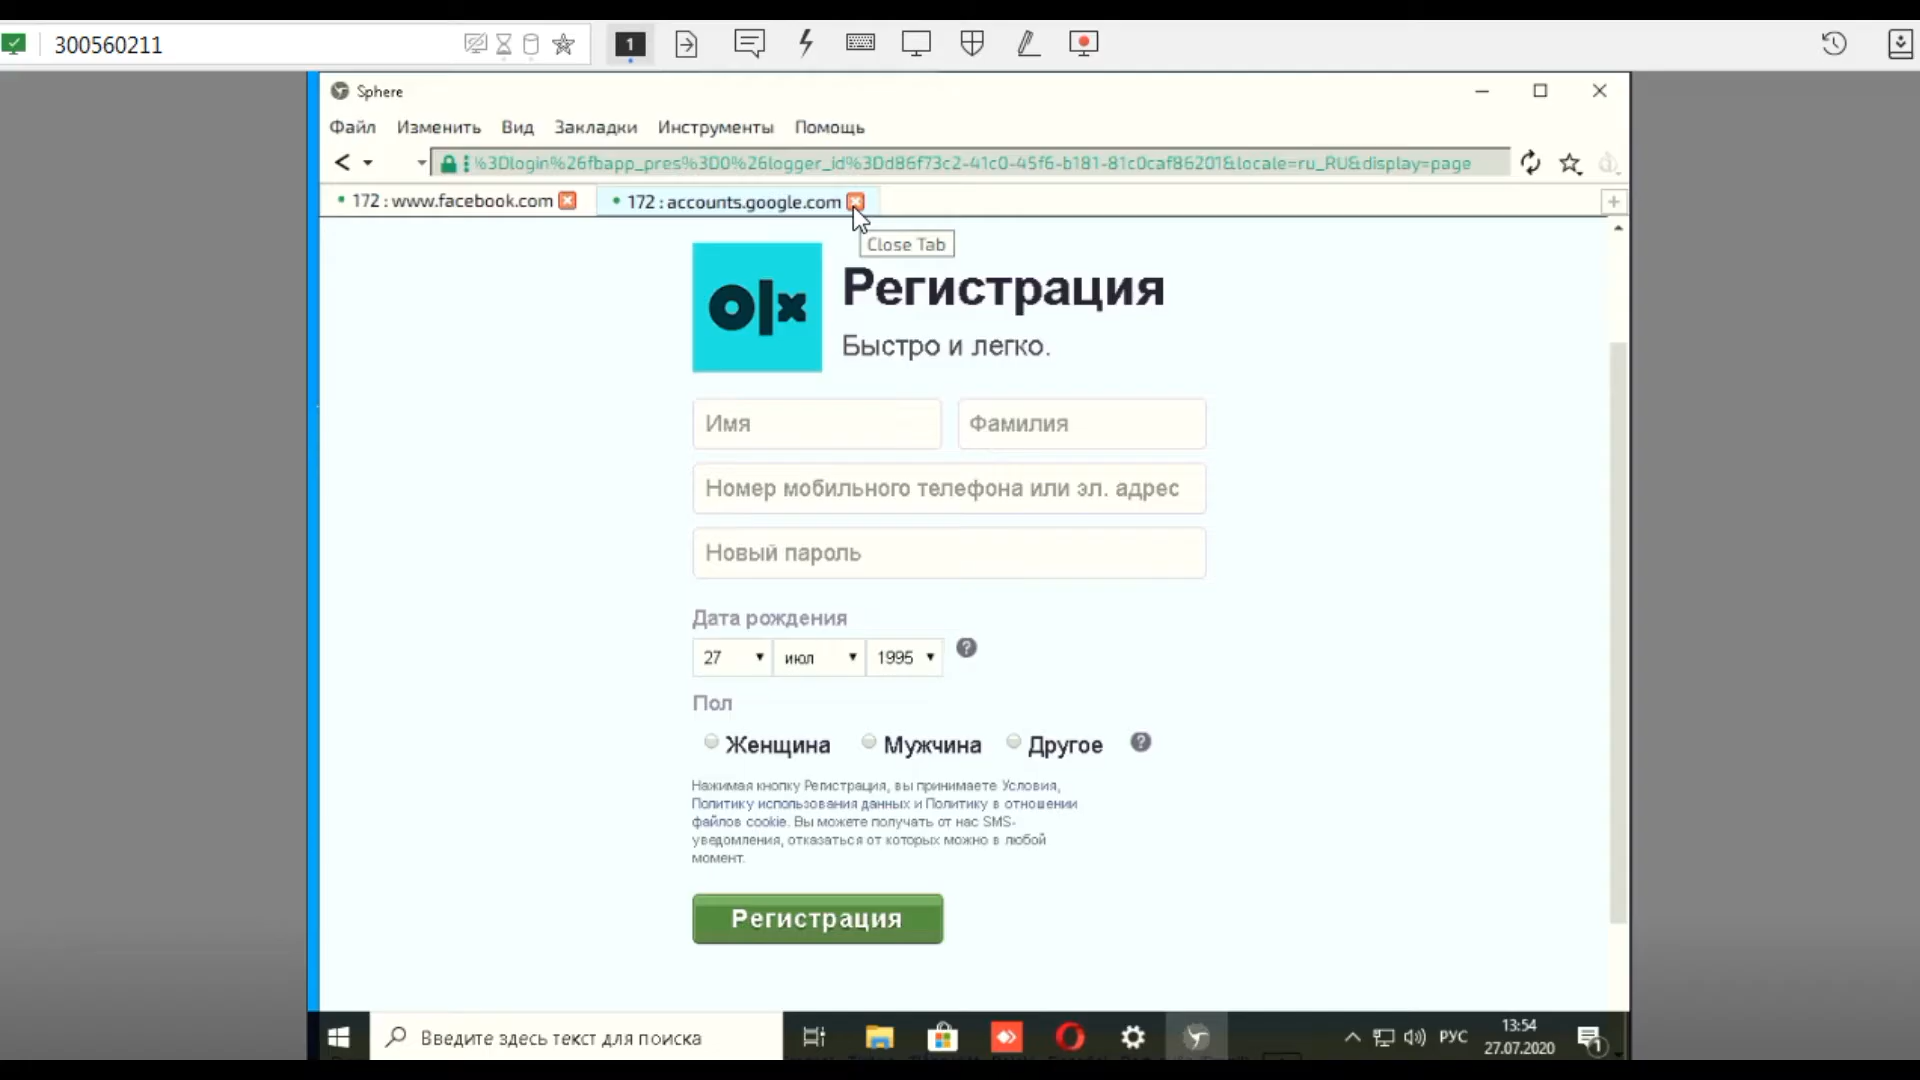 300560211
1
Sphere
Файл Изменить Вид Закладки Инструменты Помощь
%3Dlogin%26fbapp_pres%3D0%26logger_id%3Dd86f73c2-41c0-45f6-b181-81c0caf86201&locale=ru_RU&display=page
172 : www.facebook.com 172 : accounts.google.com
Close Tab
olx
Регистрация
Быстро и легко.
Имя Фамилия
Номер мобильного телефона или эл. адрес
Новый пароль
Дата рождения
27 июл 1995
Пол
Женщина Мужчина Другое
Нажимая кнопку Регистрация, вы принимаете Условия,
Политику использования данных и Политику в отношении
файлов cookie. Вы можете получать от нас SMS-
уведомления, отказаться от которых можно в любой
момент.
Регистрация
Введите здесь текст для поиска
РУС
13:54
27.07.2020
1